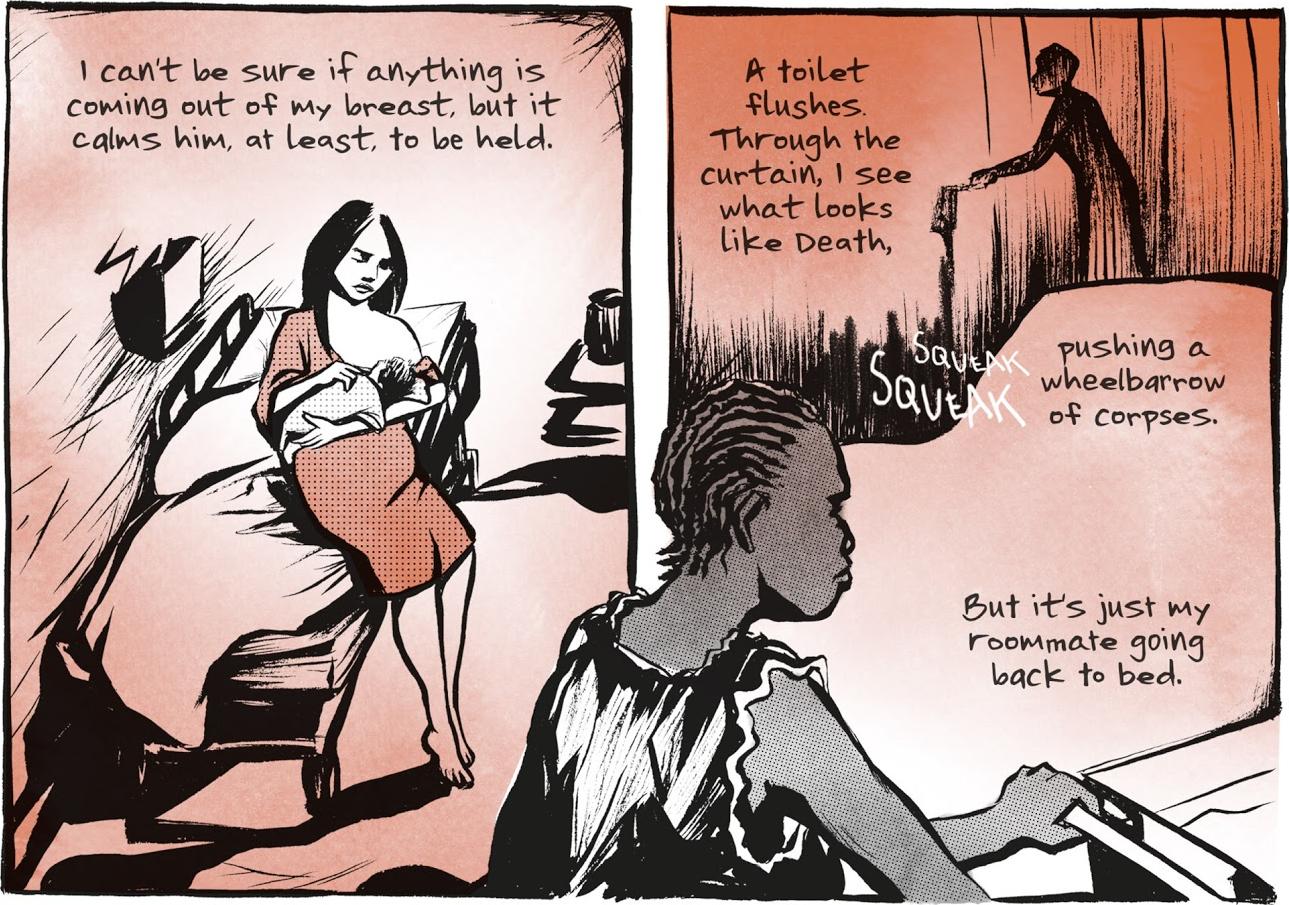 I can't be sure if anything is
coming out of my breast, but it
calms him, at least, to be held.
A toilet
flushes.
Through the
curtain, I see
what looks
like Death,
SQUEAK
SQUEAK
pushing a
wheelbarrow
of corpses.
But it's just my
roommate going
back to bed.